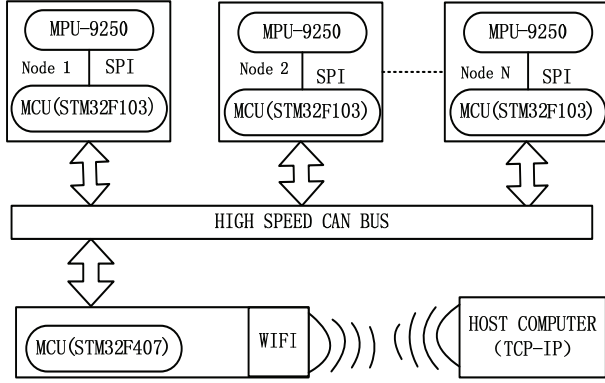 MPU-9250
Node 1
SPI
MCU(STM32F103)
MPU-9250
Node 2
SPI
MCU(STM32F103)
MPU-9250
Node N
SPI
MCU(STM32F103)
HIGH SPEED CAN BUS
MCU(STM32F407)
WIFI
HOST COMPUTER
(TCP-IP)